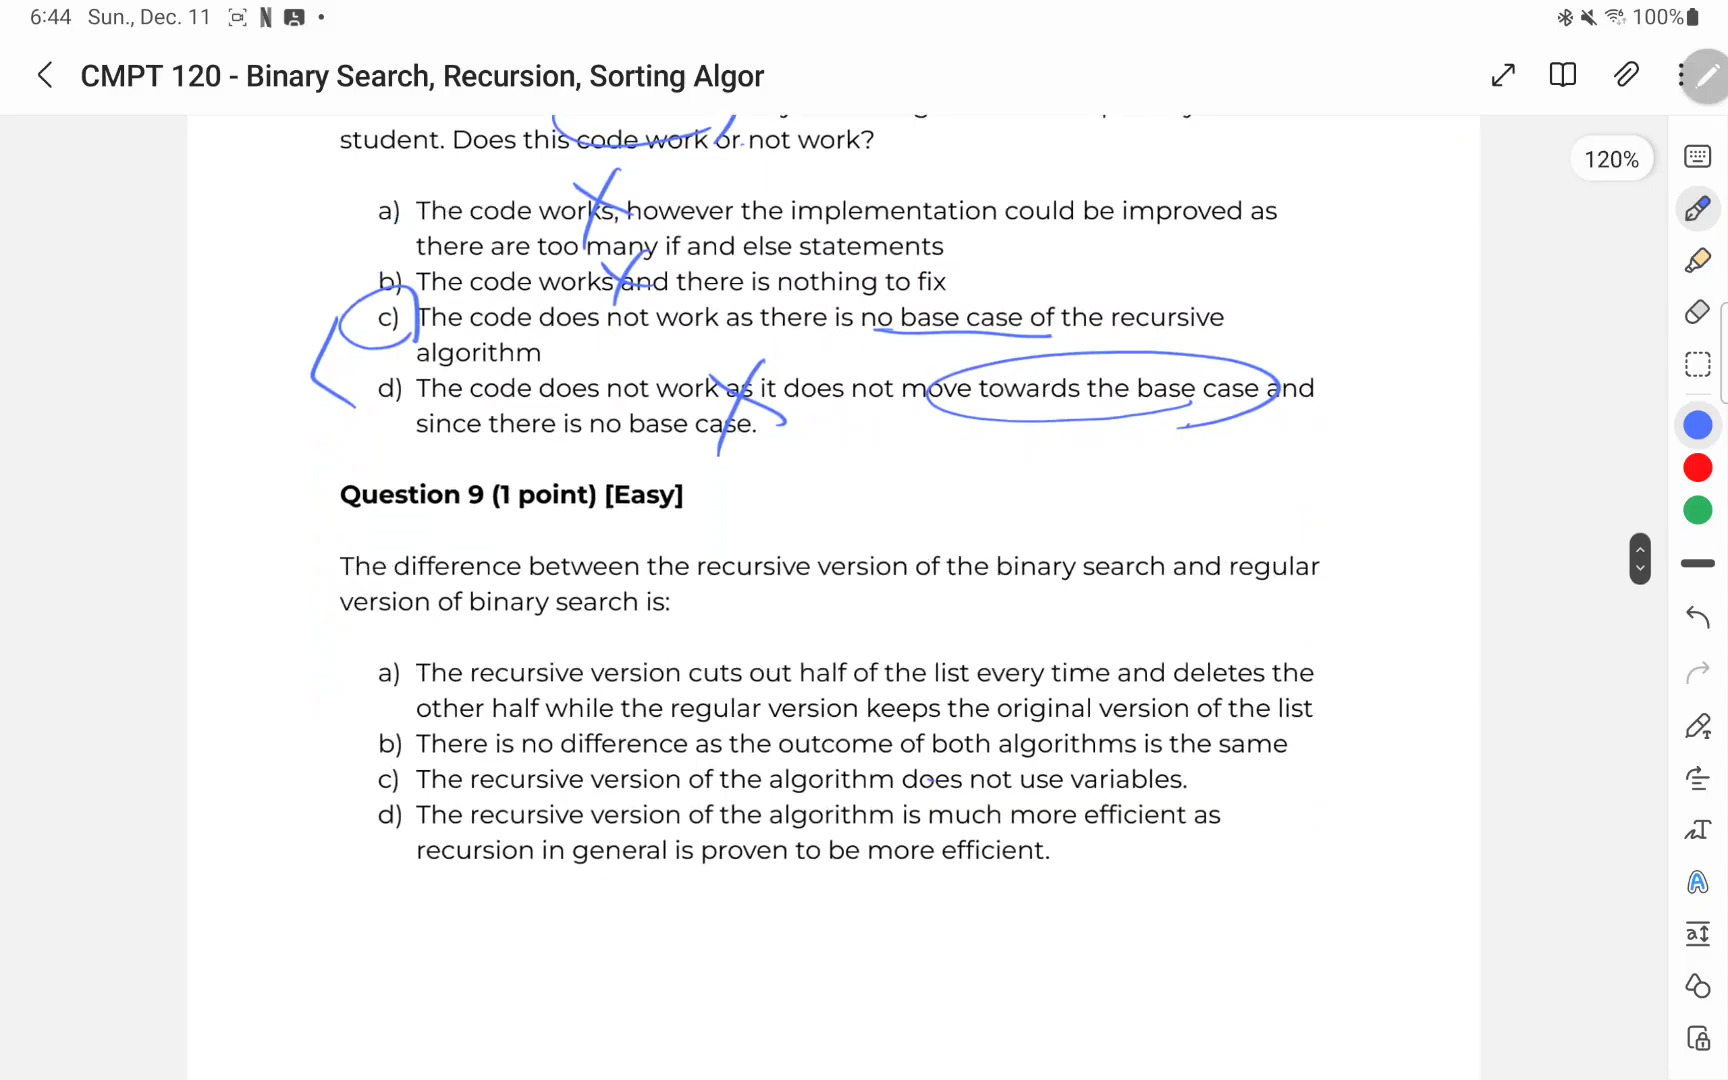 6:44 Sun., Dec. 11
100%
CMPT 120 - Binary Search, Recursion, Sorting Algor
student. Does this code work or not work?
120%
a) The code works, however the implementation could be improved as
there are too many if and else statements
b) The code works and there is nothing to fix
c) The code does not work as there is no base case of the recursive
algorithm
d) The code does not work as it does not move towards the base case and
since there is no base case.
Question 9 (1 point) [Easy]
The difference between the recursive version of the binary search and regular
version of binary search is:
a) The recursive version cuts out half of the list every time and deletes the
other half while the regular version keeps the original version of the list
b) There is no difference as the outcome of both algorithms is the same
c) The recursive version of the algorithm does not use variables.
d) The recursive version of the algorithm is much more efficient as
recursion in general is proven to be more efficient.